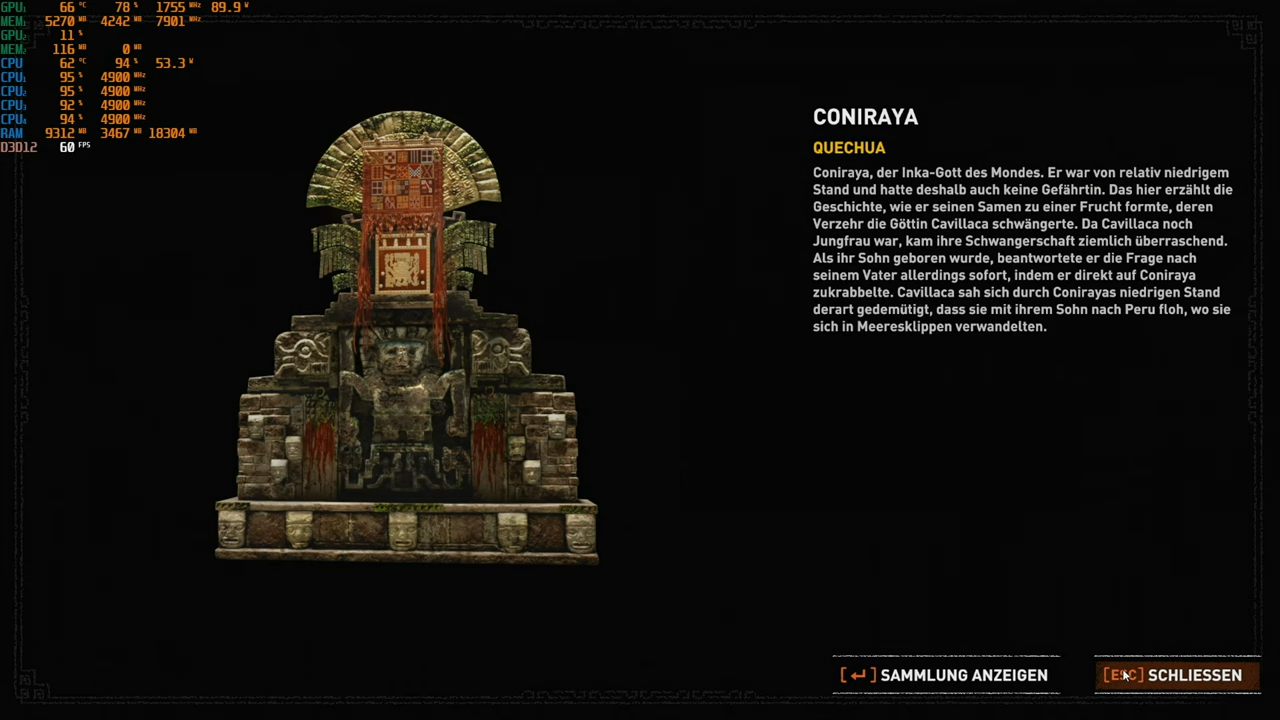 GPU₁ 66 °C 78 % 1755 MHz 89.9 W
MEM₁ 5270 MB 4242 MB 7901 MHz
GPU₂ 11 %
MEM₂ 116 MB 0 MB
CPU 62 °C 94 % 53.3 W
CPU₁ 95 % 4900 MHz
CPU₂ 95 % 4900 MHz
CPU₃ 92 % 4900 MHz
CPU₄ 94 % 4900 MHz
RAM 9312 MB 3467 MB 18304 MB
D3D12 60 FPS
CONIRAYA
QUECHUA
Coniraya, der Inka-Gott des Mondes. Er war von relativ niedrigem
Stand und hatte deshalb auch keine Gefährtin. Das hier erzählt die
Geschichte, wie er seinen Samen zu einer Frucht formte, deren
Verzehr die Göttin Cavillaca schwängerte. Da Cavillaca noch
Jungfrau war, kam ihre Schwangerschaft ziemlich überraschend.
Als ihr Sohn geboren wurde, beantwortete er die Frage nach
seinem Vater allerdings sofort, indem er direkt auf Coniraya
zukrabbelte. Cavillaca sah sich durch Conirayas niedrigen Stand
derart gedemütigt, dass sie mit ihrem Sohn nach Peru floh, wo sie
sich in Meeresklippen verwandelten.
[↵] SAMMLUNG ANZEIGEN
[ESC] SCHLIESSEN